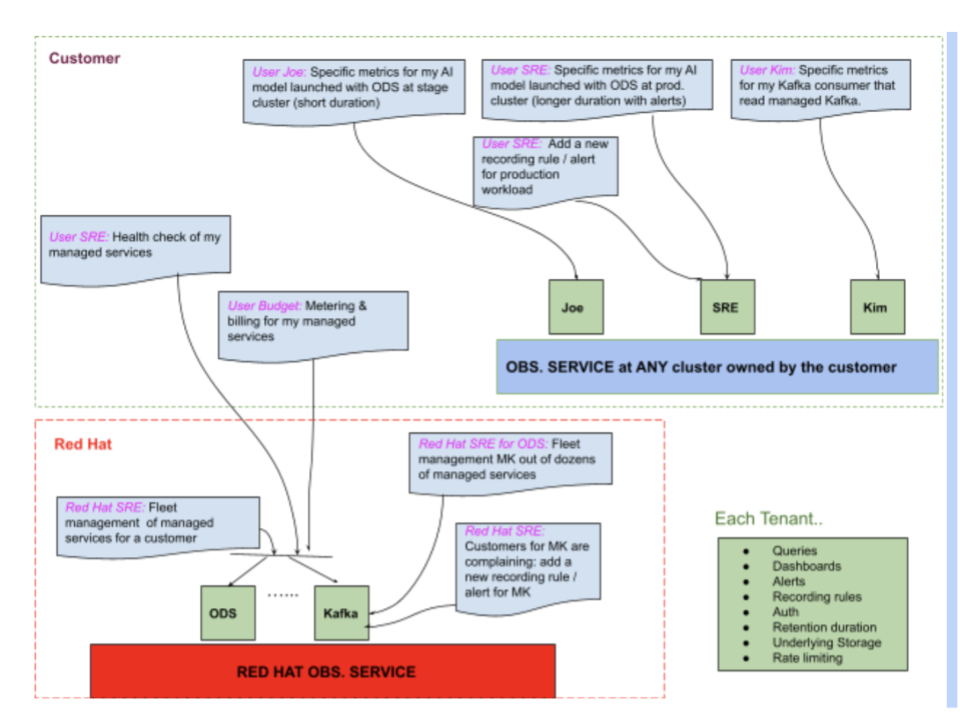 Customer
User Joe: Specific metrics for my AI
model launched with ODS at stage
cluster (short duration)
User SRE: Specific metrics for my AI
model launched with ODS at prod.
cluster (longer duration with alerts)
User Kim: Specific metrics
for my Kafka consumer that
read managed Kafka.
User SRE: Add a new
recording rule / alert
for production
workload
User SRE: Health check of my
managed services
User Budget: Metering &
billing for my managed
services
Joe
SRE
Kim
OBS. SERVICE at ANY cluster owned by the customer
Red Hat
Red Hat SRE for ODS: Fleet
management MK out of dozens
of managed services
Red Hat SRE: Fleet
management of managed
services for a customer
Red Hat SRE:
Customers for MK are
complaining: add a
new recording rule /
alert for MK
ODS
......
Kafka
RED HAT OBS. SERVICE
Each Tenant..
● Queries
● Dashboards
● Alerts
● Recording rules
● Auth
● Retention duration
● Underlying Storage
● Rate limiting